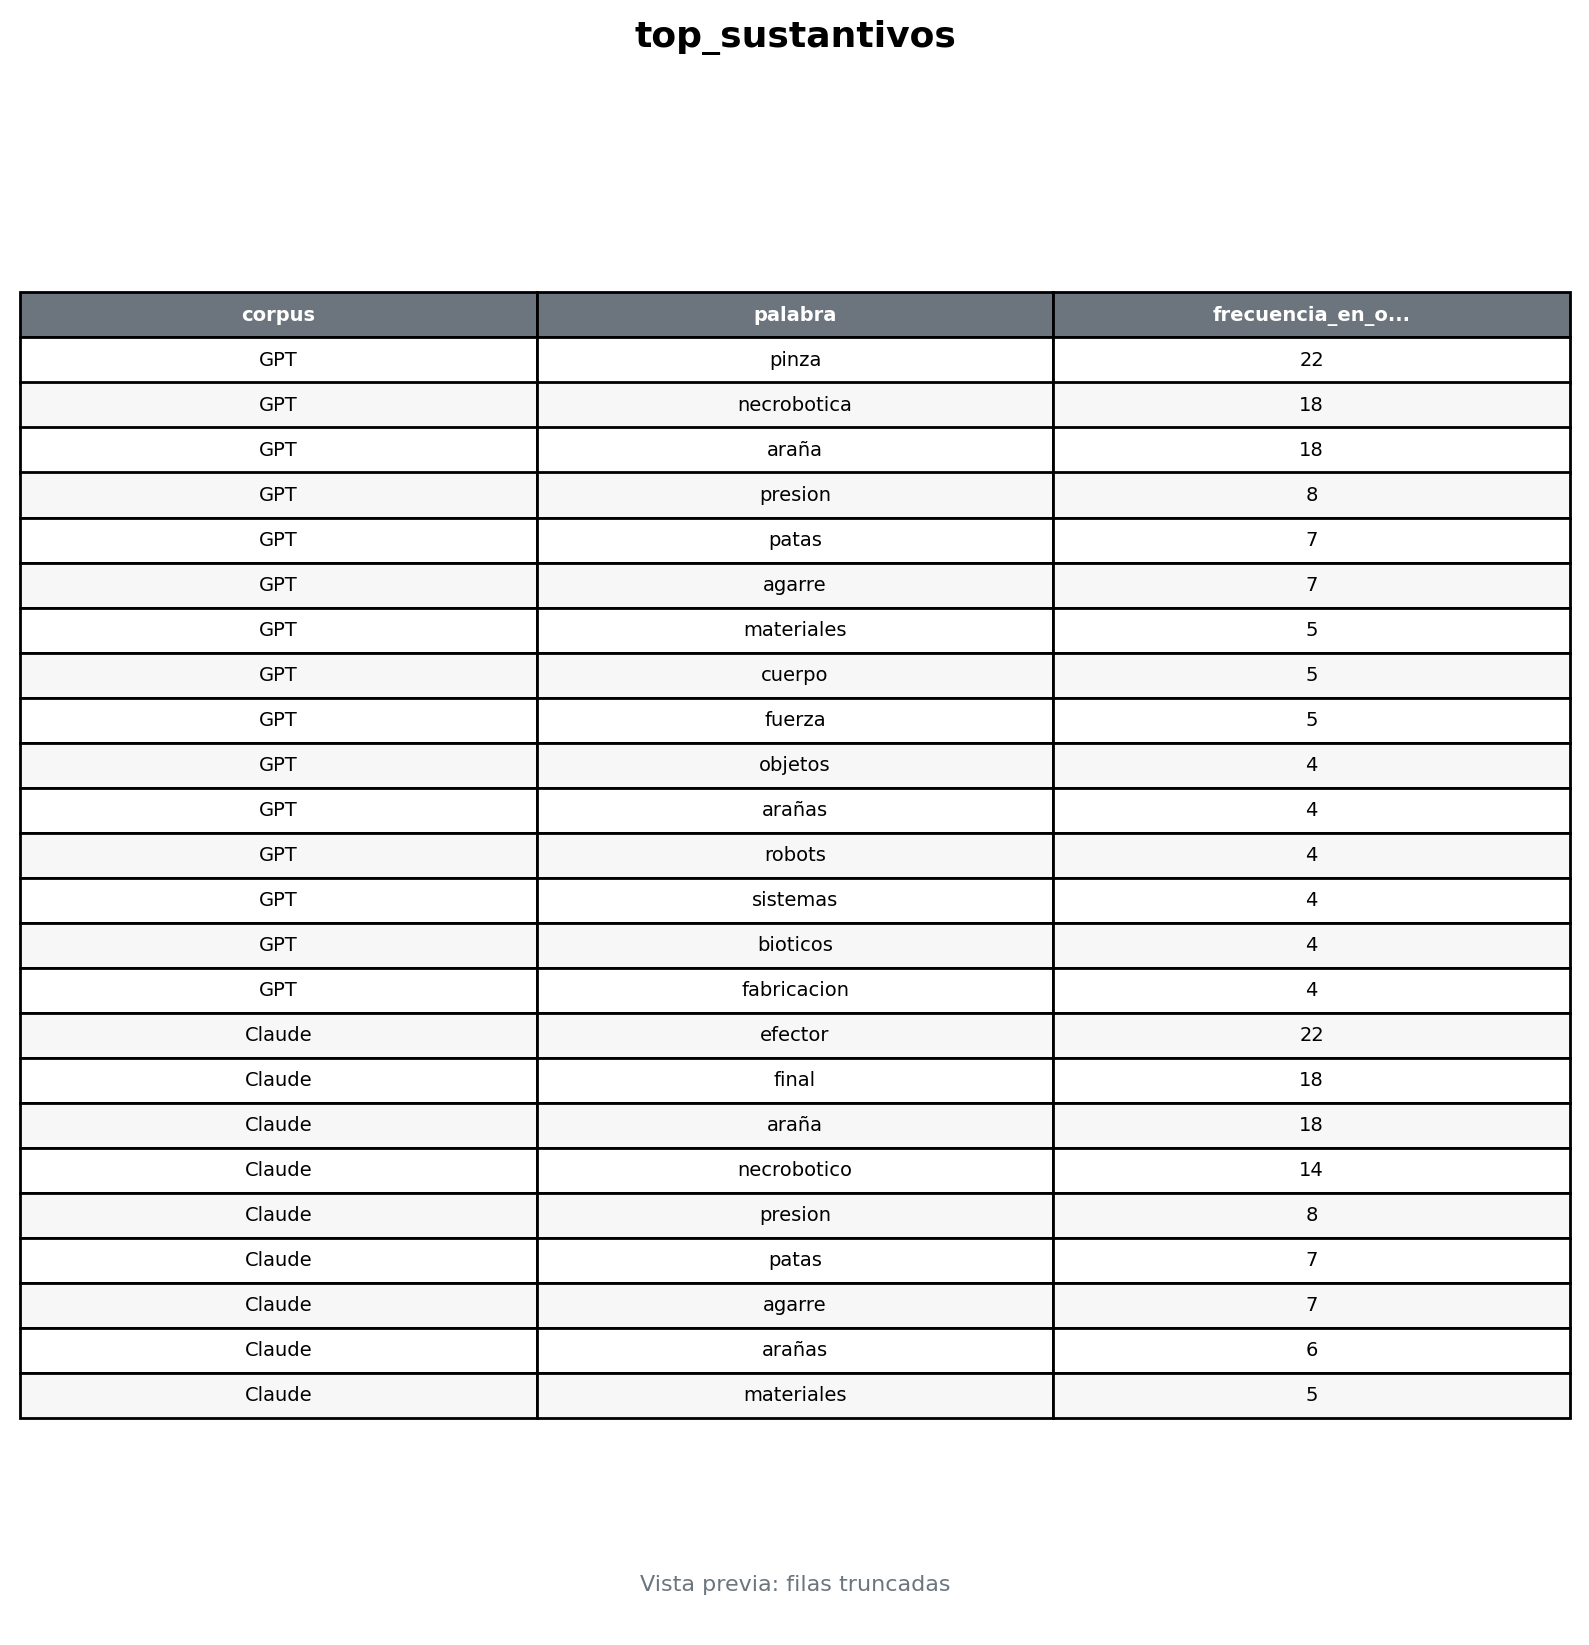 top_sustantivos
corpus palabra frecuencia_en_o...
GPT pinza 22
GPT necrobotica 18
GPT araña 18
GPT presion 8
GPT patas 7
GPT agarre 7
GPT materiales 5
GPT cuerpo 5
GPT fuerza 5
GPT objetos 4
GPT arañas 4
GPT robots 4
GPT sistemas 4
GPT bioticos 4
GPT fabricacion 4
Claude efector 22
Claude final 18
Claude araña 18
Claude necrobotico 14
Claude presion 8
Claude patas 7
Claude agarre 7
Claude arañas 6
Claude materiales 5
Vista previa: filas truncadas